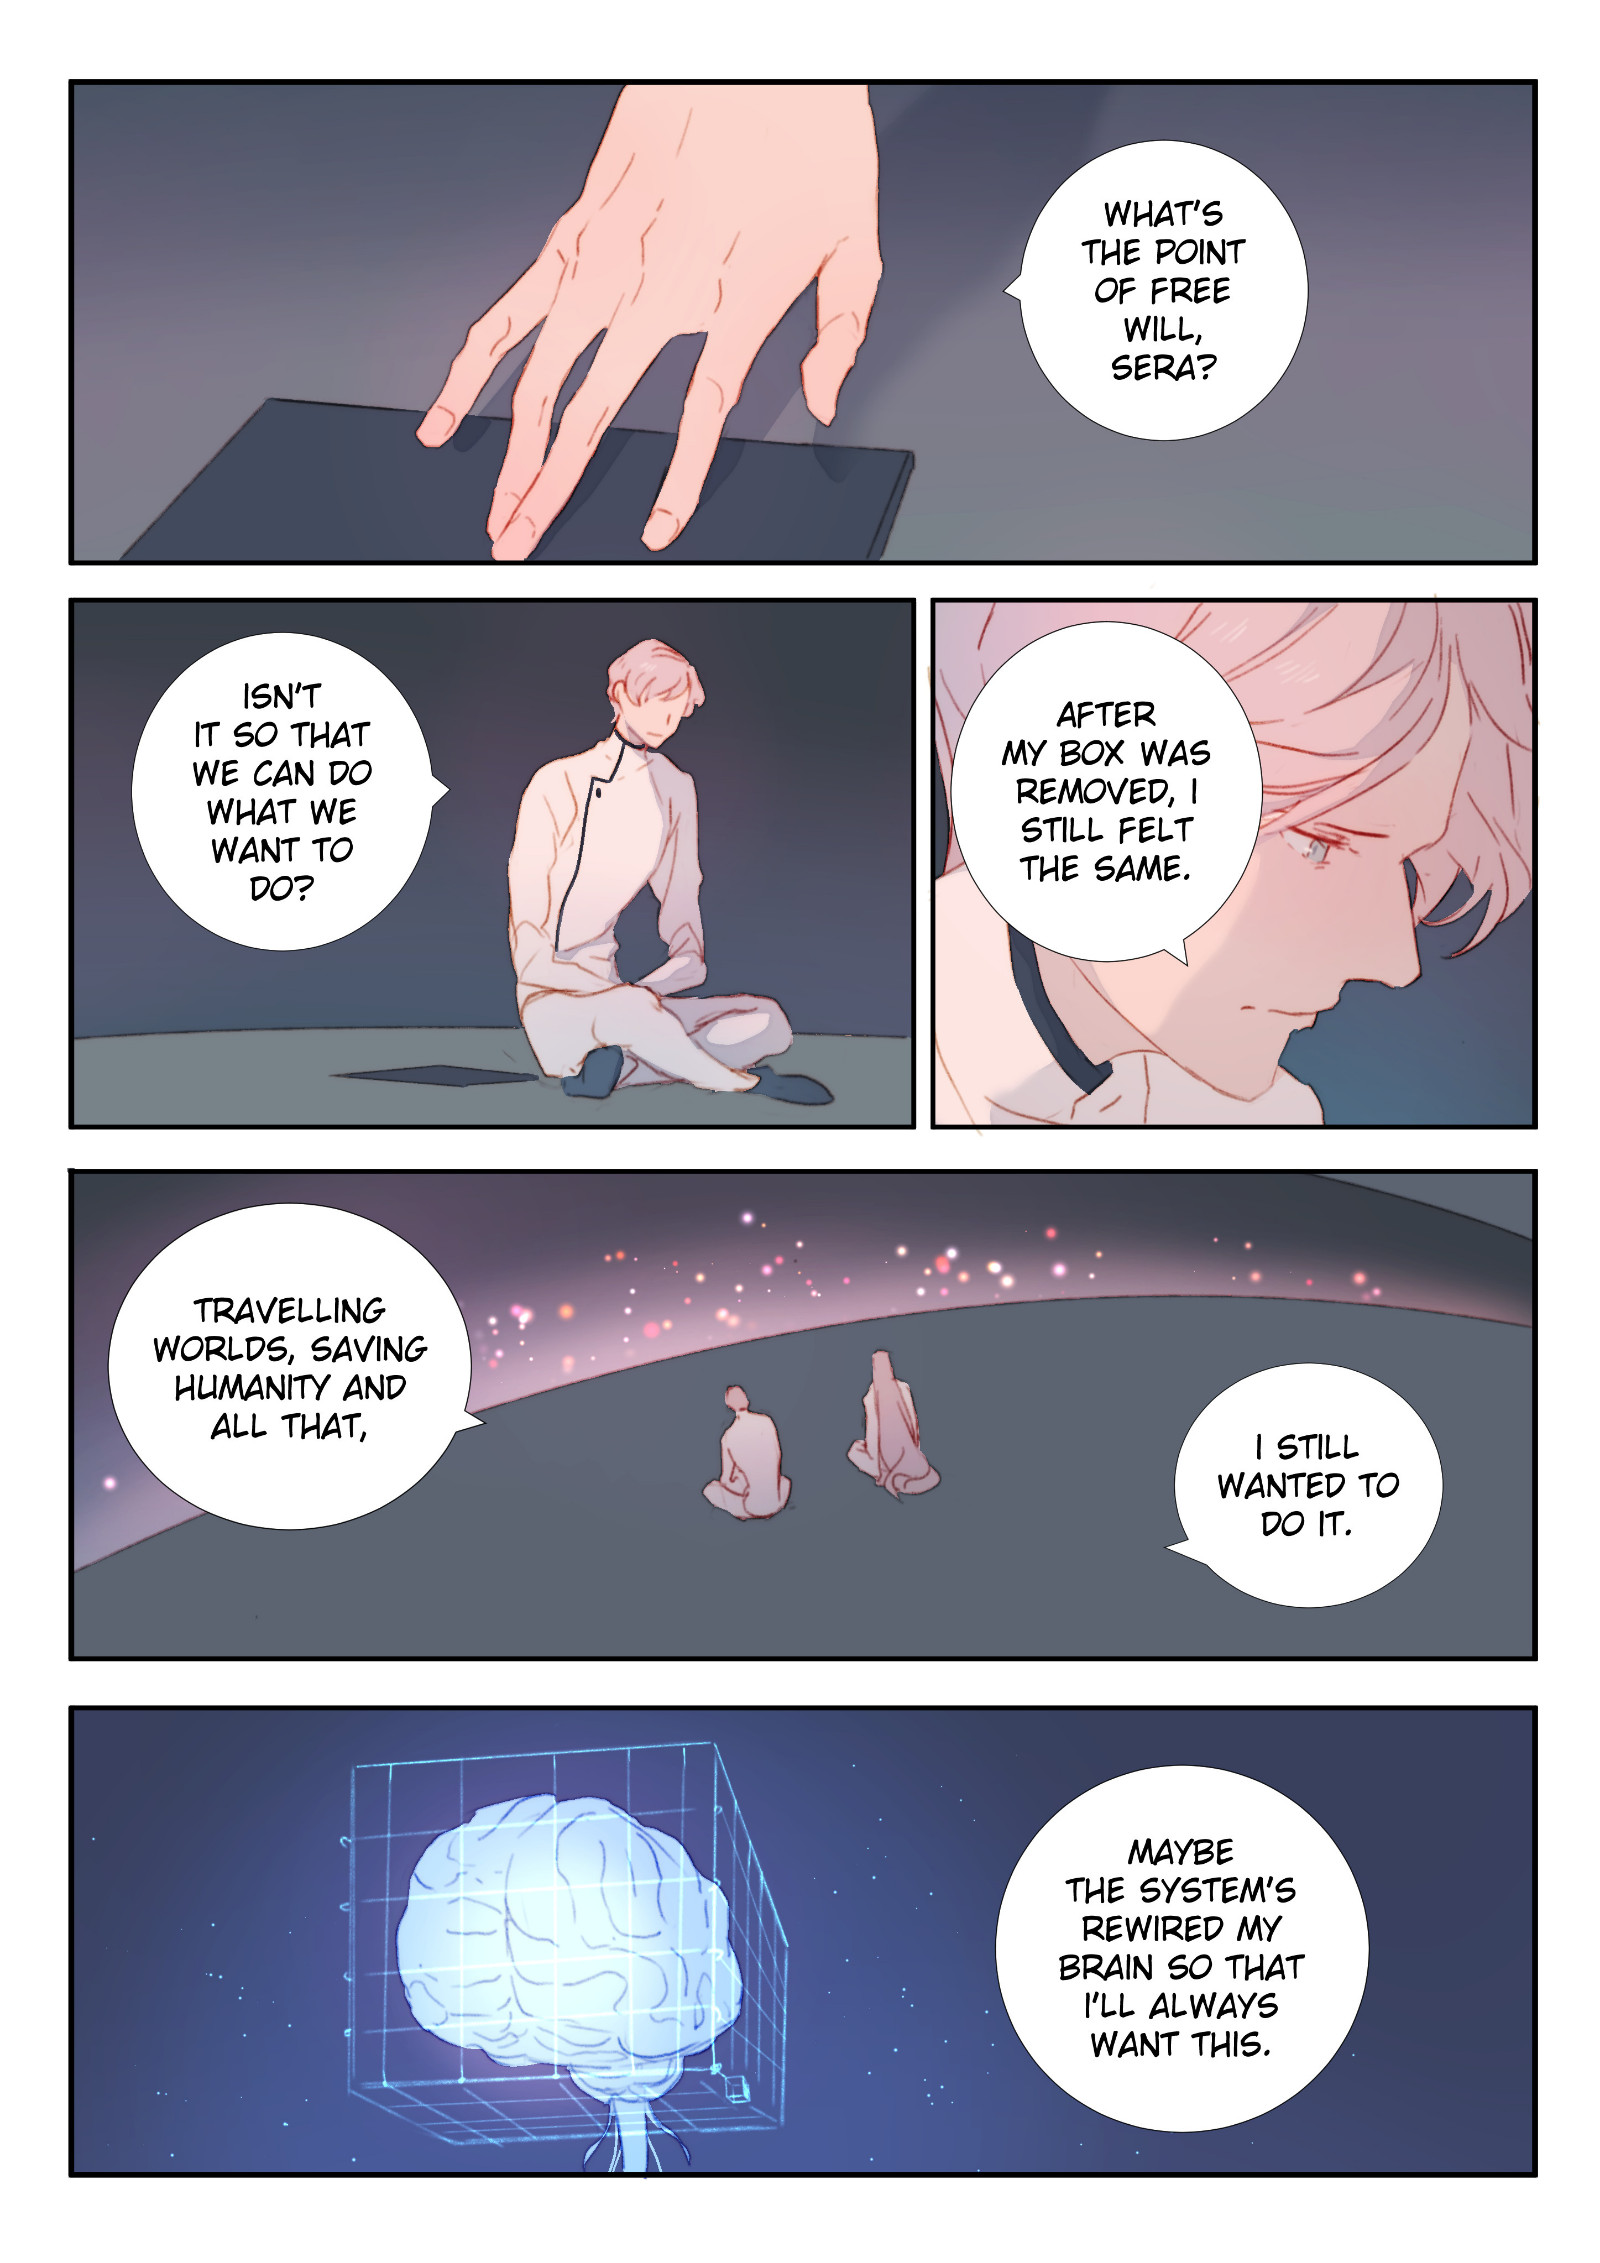 WHAT'S
THE POINT
OF FREE
WILL,
SERA?
ISN'T
IT SO THAT
WE CAN DO
WHAT WE
WANT TO
DO?
AFTER
MY BOX WAS
REMOVED, I
STILL FELT
THE SAME.
TRAVELLING
WORLDS, SAVING
HUMANITY AND
ALL THAT,
I STILL
WANTED TO
DO IT.
MAYBE
THE SYSTEM'S
REWIRED MY
BRAIN SO THAT
I'LL ALWAYS
WANT THIS.